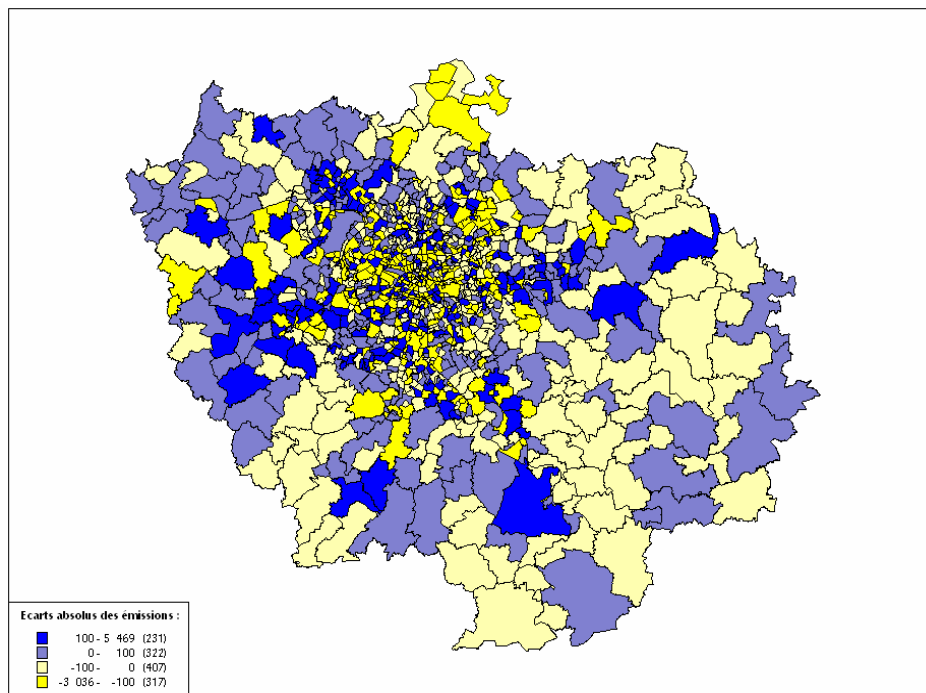 Ecarts absolus des émissions :
100 - 5 469 (231)
0 - 100 (322)
-100 - 0 (407)
-3 036 - -100 (317)